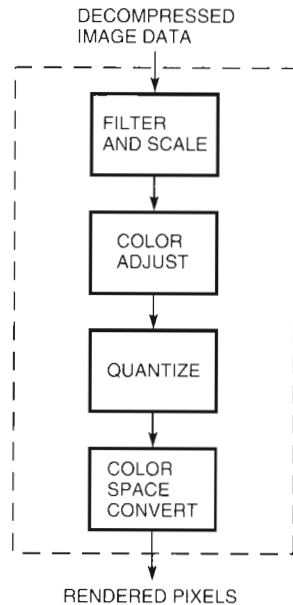 DECOMPRESSED
IMAGE DATA
FILTER
AND SCALE
COLOR
ADJUST
QUANTIZE
COLOR
SPACE
CONVERT
RENDERED PIXELS